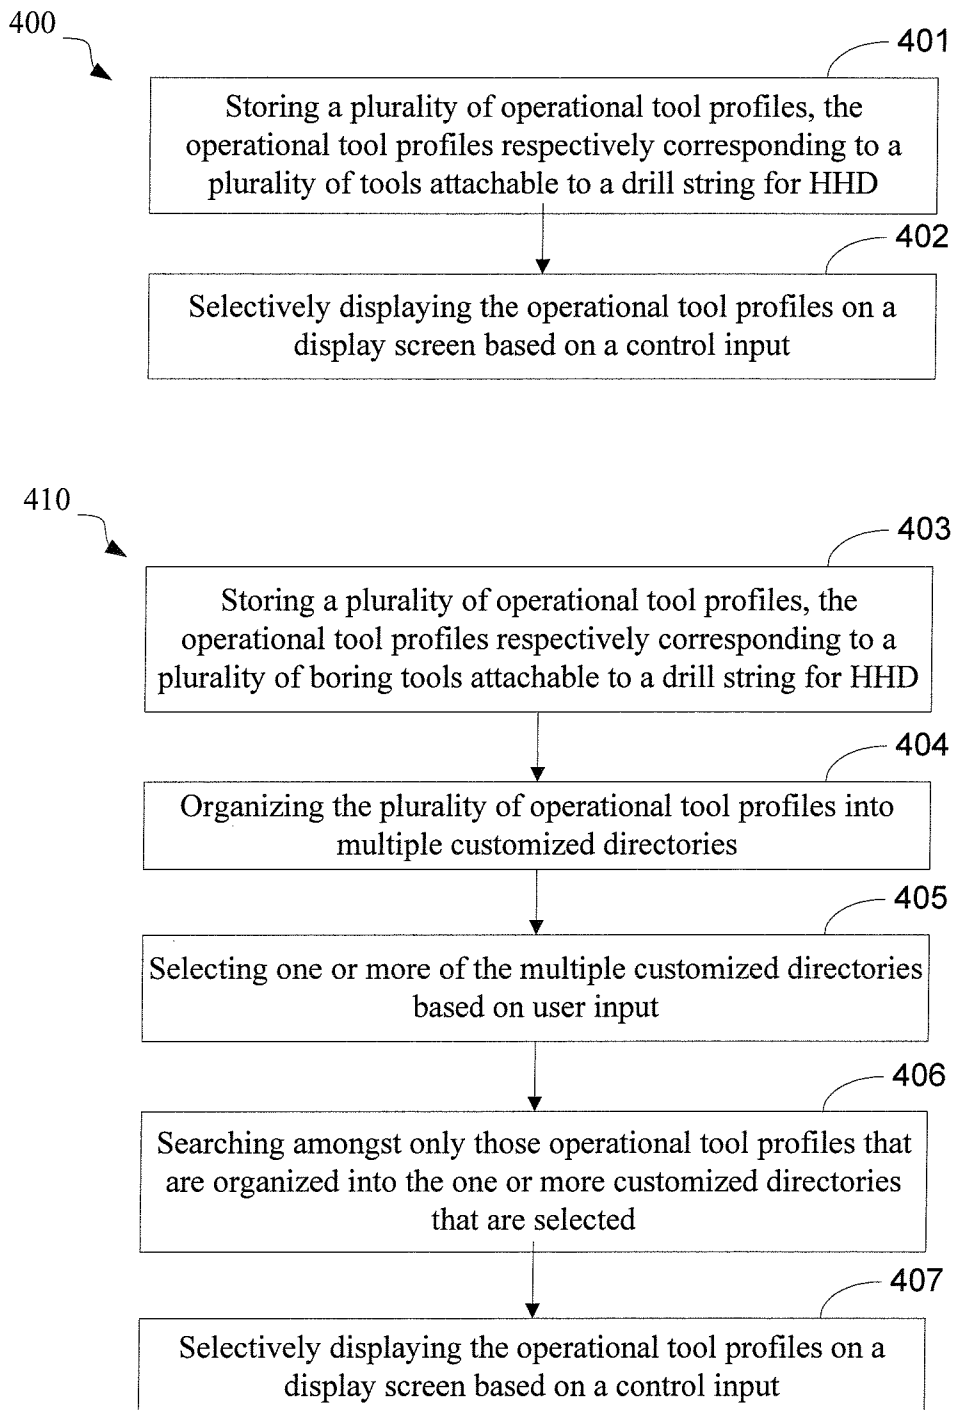 400
401
Storing a plurality of operational tool profiles, the
operational tool profiles respectively corresponding to a
plurality of tools attachable to a drill string for HHD
402
Selectively displaying the operational tool profiles on a
display screen based on a control input
410
403
Storing a plurality of operational tool profiles, the
operational tool profiles respectively corresponding to a
plurality of boring tools attachable to a drill string for HHD
404
Organizing the plurality of operational tool profiles into
multiple customized directories
405
Selecting one or more of the multiple customized directories
based on user input
406
Searching amongst only those operational tool profiles that
are organized into the one or more customized directories
that are selected
407
Selectively displaying the operational tool profiles on a
display screen based on a control input